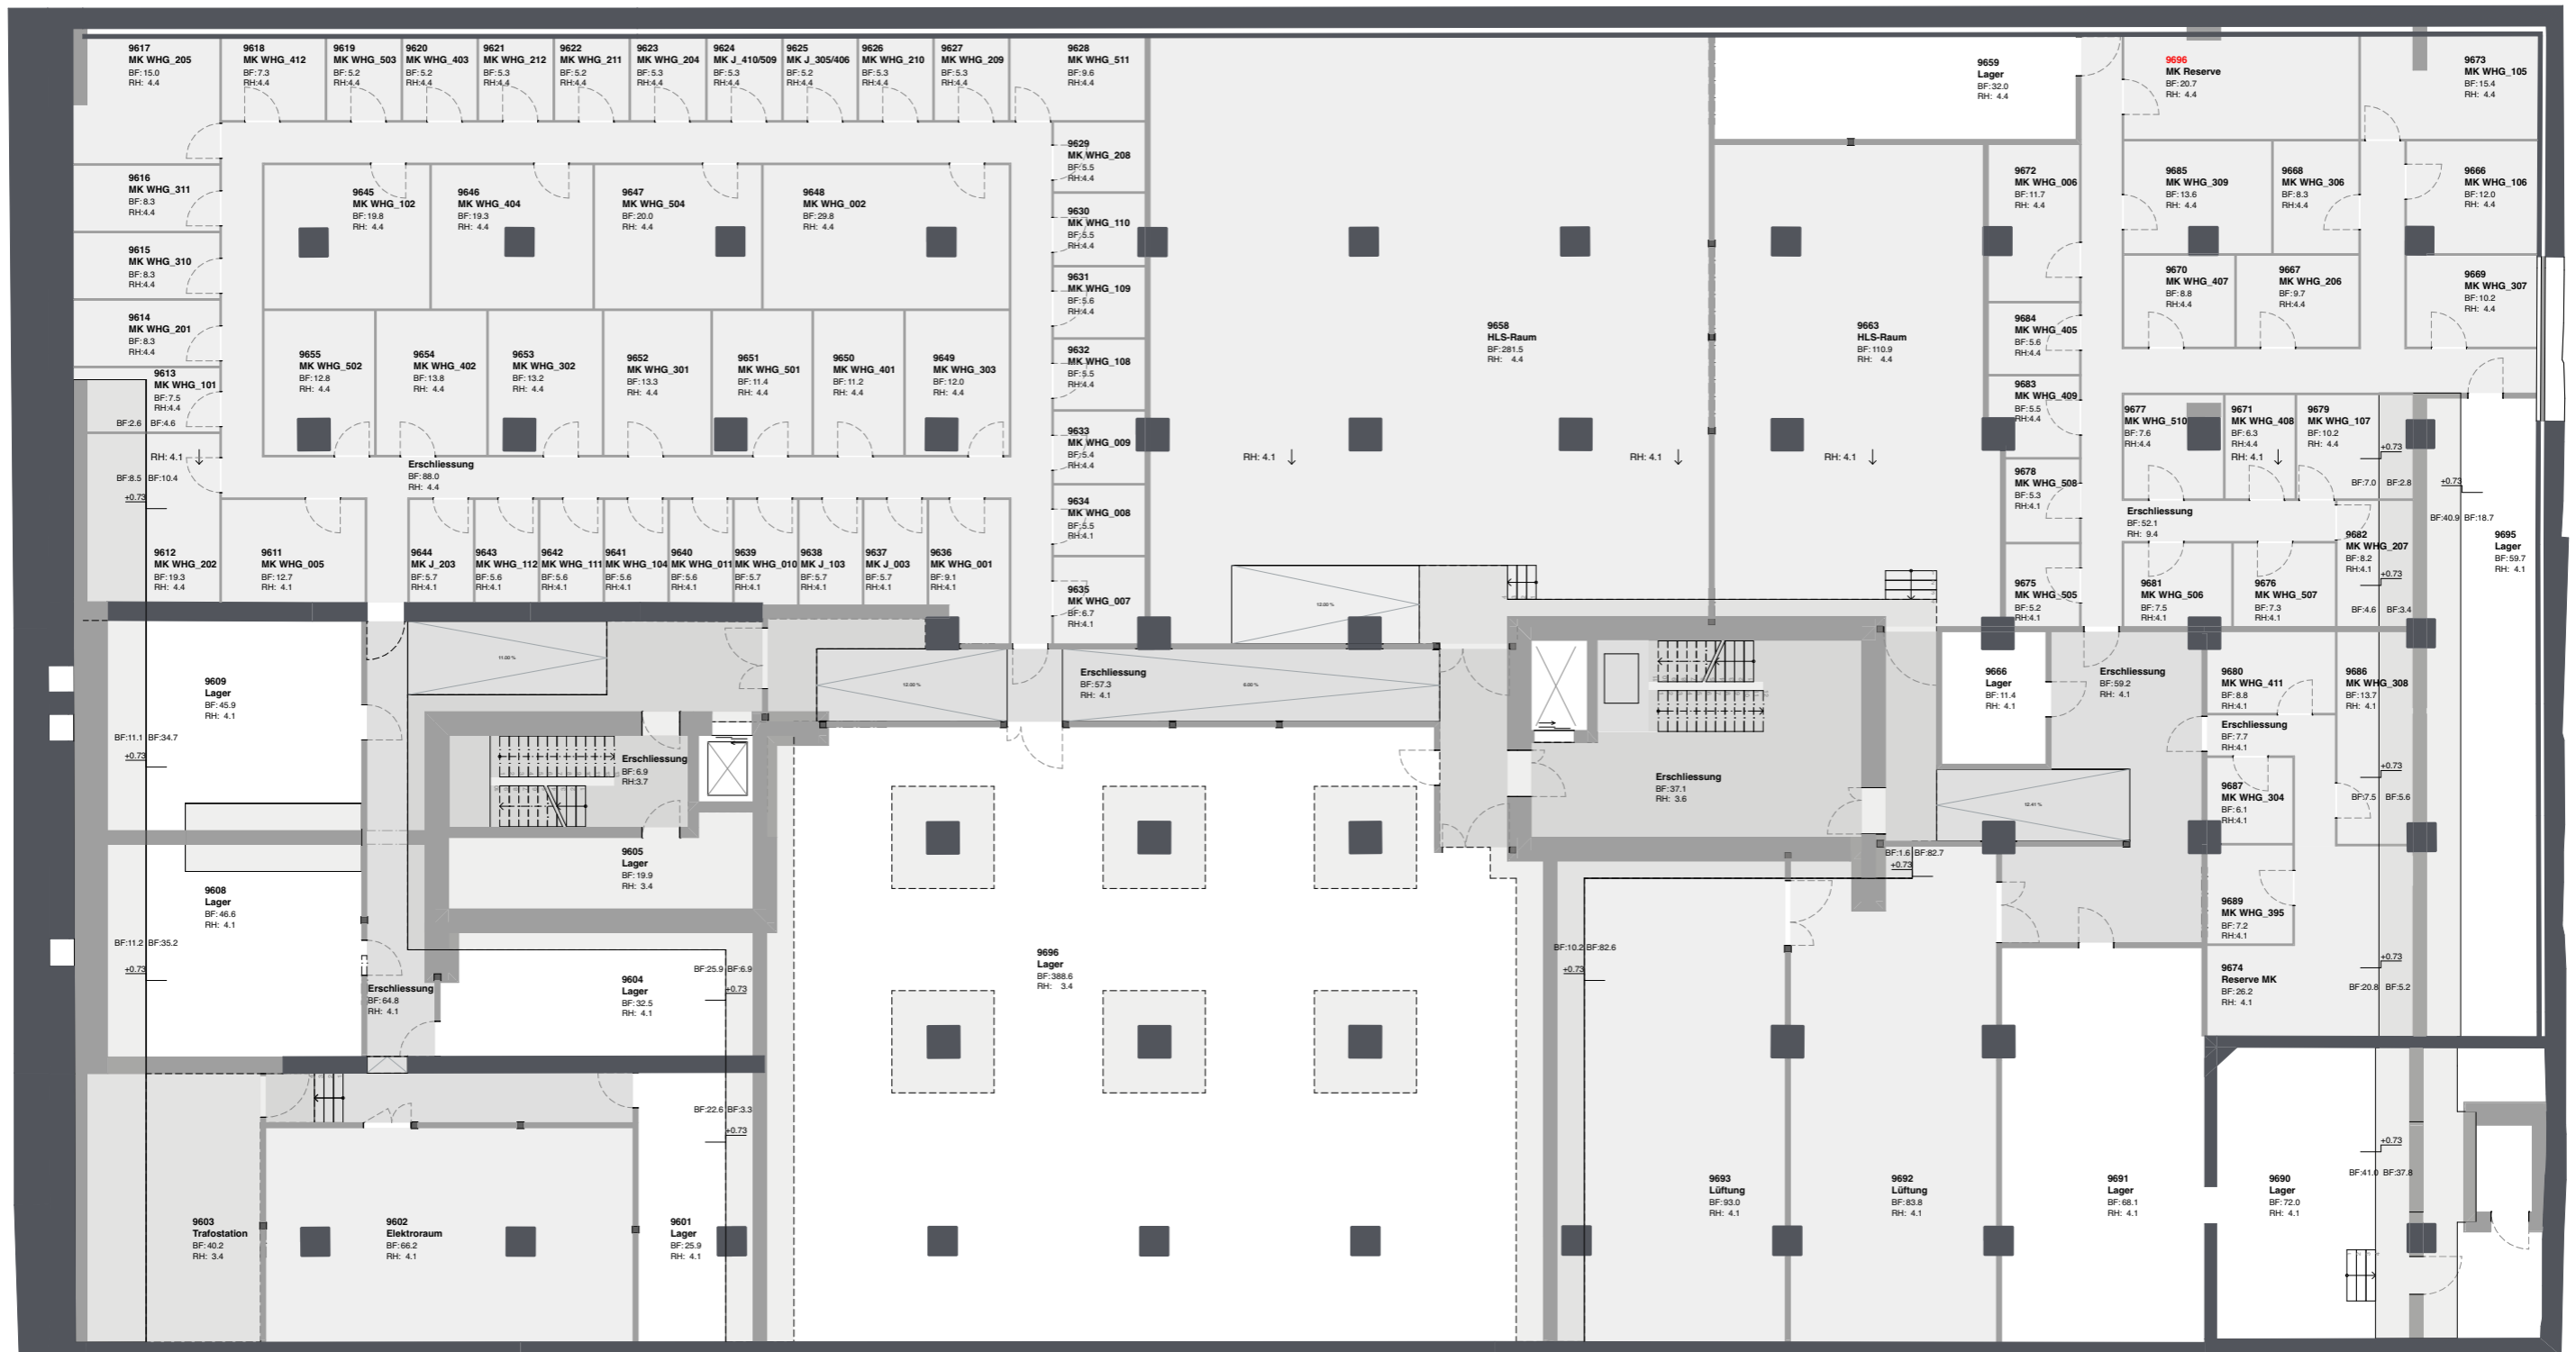 9617
MK WHG_205
BF: 15.0
RH: 4.4
9618
MK WHG_412
BF: 7.3
RH:4.4
9619
MK WHG_503
BF: 5.2
RH:4.4
9620
MK WHG_403
BF: 5.2
RH:4.4
9621
MK WHG_212
BF: 5.3
RH:4.4
9622
MK WHG_211
BF: 5.2
RH:4.4
9623
MK WHG_204
BF: 5.3
RH:4.4
9624
MK J_410/509
BF: 5.3
RH:4.4
9625
MK J_305/406
BF: 5.2
RH:4.4
9626
MK WHG_210
BF: 5.3
RH:4.4
9627
MK WHG_209
BF: 5.3
RH:4.4
9628
MK WHG_511
BF: 9.6
RH:4.4
9659
Lager
BF: 32.0
RH: 4.4
9696
MK Reserve
BF: 20.7
RH: 4.4
9673
MK WHG_105
BF: 15.4
RH: 4.4
9629
MK WHG_208
BF: 5.5
RH:4.4
9616
MK WHG_311
BF: 8.3
RH:4.4
9645
MK WHG_102
BF: 19.8
RH: 4.4
9646
MK WHG_404
BF: 19.3
RH: 4.4
9647
MK WHG_504
BF: 20.0
RH: 4.4
9648
MK WHG_002
BF: 29.8
RH: 4.4
9630
MK WHG_110
BF: 5.5
RH:4.4
9672
MK WHG_006
BF: 11.7
RH: 4.4
9685
MK WHG_309
BF: 13.6
RH: 4.4
9668
MK WHG_306
BF: 8.3
RH:4.4
9666
MK WHG_106
BF: 12.0
RH: 4.4
9615
MK WHG_310
BF: 8.3
RH:4.4
9631
MK WHG_109
BF: 5.6
RH:4.4
9670
MK WHG_407
BF: 8.8
RH:4.4
9667
MK WHG_206
BF: 9.7
RH:4.4
9669
MK WHG_307
BF: 10.2
RH: 4.4
9614
MK WHG_201
BF: 8.3
RH:4.4
9658
HLS-Raum
BF: 281.5
RH: 4.4
9663
HLS-Raum
BF: 110.9
RH: 4.4
9684
MK WHG_405
BF: 5.6
RH:4.4
9655
MK WHG_502
BF: 12.8
RH: 4.4
9654
MK WHG_402
BF: 13.8
RH: 4.4
9653
MK WHG_302
BF: 13.2
RH: 4.4
9652
MK WHG_301
BF: 13.3
RH: 4.4
9651
MK WHG_501
BF: 11.4
RH: 4.4
9650
MK WHG_401
BF: 11.2
RH: 4.4
9649
MK WHG_303
BF: 12.0
RH: 4.4
9632
MK WHG_108
BF: 5.5
RH:4.4
9613
MK WHG_101
BF: 7.5
RH:4.4
BF:2.6 BF:4.6
9683
MK WHG_409
BF: 5.5
RH:4.4
9677
MK WHG_510
BF: 7.6
RH:4.4
9671
MK WHG_408
BF: 6.3
RH:4.4
9679
MK WHG_107
BF: 10.2
RH: 4.4
+0.73
9633
MK WHG_009
BF: 5.4
RH:4.4
RH: 4.1
RH: 4.1
RH: 4.1
RH: 4.1
RH: 4.1
Erschliessung
BF: 88.0
RH: 4.4
BF:8.5 BF:10.4
+0.73
9678
MK WHG_508
BF: 5.3
RH:4.1
BF:7.0 BF:2.8
+0.73
9634
MK WHG_008
BF: 5.5
RH:4.1
Erschliessung
BF: 52.1
RH: 9.4
BF:40.9 BF:18.7
9695
Lager
BF: 59.7
RH: 4.1
9612
MK WHG_202
BF: 19.3
RH: 4.4
9611
MK WHG_005
BF: 12.7
RH: 4.1
9644
MK J_203
BF: 5.7
RH:4.1
9643
MK WHG_112
BF: 5.6
RH:4.1
9642
MK WHG_111
BF: 5.6
RH:4.1
9641
MK WHG_104
BF: 5.6
RH:4.1
9640
MK WHG_011
BF: 5.6
RH:4.1
9639
MK WHG_010
BF: 5.7
RH:4.1
9638
MK J_103
BF: 5.7
RH:4.1
9637
MK J_003
BF: 5.7
RH:4.1
9636
MK WHG_001
BF: 9.1
RH:4.1
9635
MK WHG_007
BF: 6.7
RH:4.1
12.00 %
9675
MK WHG_505
BF: 5.2
RH:4.1
9681
MK WHG_506
BF: 7.5
RH:4.1
9676
MK WHG_507
BF: 7.3
RH:4.1
9682
MK WHG_207
BF: 8.2
RH:4.1
+0.73
BF:4.6 BF:3.4
11.00 %
9609
Lager
BF: 45.9
RH: 4.1
12.00 %
Erschliessung
BF: 57.3
RH: 4.1
6.00 %
9666
Lager
BF: 11.4
RH: 4.1
Erschliessung
BF: 59.2
RH: 4.1
9680
MK WHG_411
BF: 8.8
RH:4.1
9686
MK WHG_308
BF: 13.7
RH: 4.1
BF:11.1 BF:34.7
+0.73
Erschliessung
BF: 6.9
RH:3.7
Erschliessung
BF: 37.1
RH: 3.6
Erschliessung
BF: 7.7
RH:4.1
+0.73
9687
MK WHG_304
BF: 6.1
RH:4.1
BF:7.5 BF:5.6
12.41 %
9608
Lager
BF: 46.6
RH: 4.1
9605
Lager
BF: 19.9
RH: 3.4
BF:1.6 BF:82.7
+0.73
9689
MK WHG_395
BF: 7.2
RH:4.1
BF:11.2 BF:35.2
+0.73
BF:10.2 BF:82.6
+0.73
9696
Lager
BF: 388.6
RH: 3.4
9604
Lager
BF: 32.5
RH: 4.1
BF:25.9 BF:6.9
+0.73
Erschliessung
BF: 64.8
RH: 4.1
9674
Reserve MK
BF: 26.2
RH: 4.1
+0.73
BF:20.8 BF:5.2
BF:22.6 BF:3.3
+0.73
+0.73
BF:41.0 BF:37.8
9603
Trafostation
BF: 40.2
RH: 3.4
9602
Elektroraum
BF: 66.2
RH: 4.1
9601
Lager
BF: 25.9
RH: 4.1
9693
Lüftung
BF: 93.0
RH: 4.1
9692
Lüftung
BF: 83.8
RH: 4.1
9691
Lager
BF: 68.1
RH: 4.1
9690
Lager
BF: 72.0
RH: 4.1